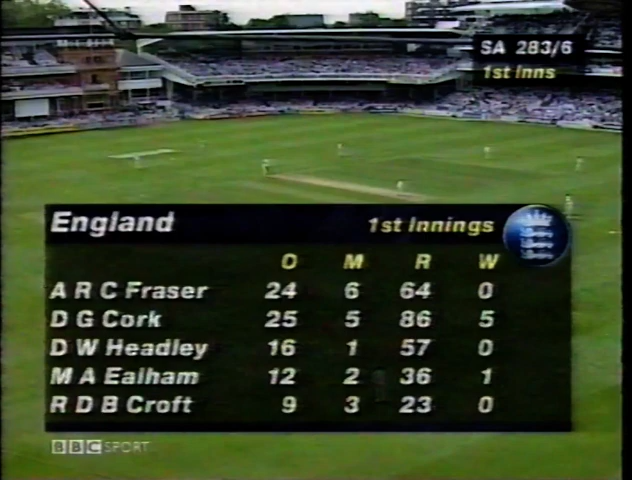 SA 283/6
1st Inns
England 1st Innings
O M R W
A R C Fraser 24 6 64 0
D G Cork 25 5 86 5
D W Headley 16 1 57 0
M A Ealham 12 2 36 1
R D B Croft 9 3 23 0
BBC SPORT